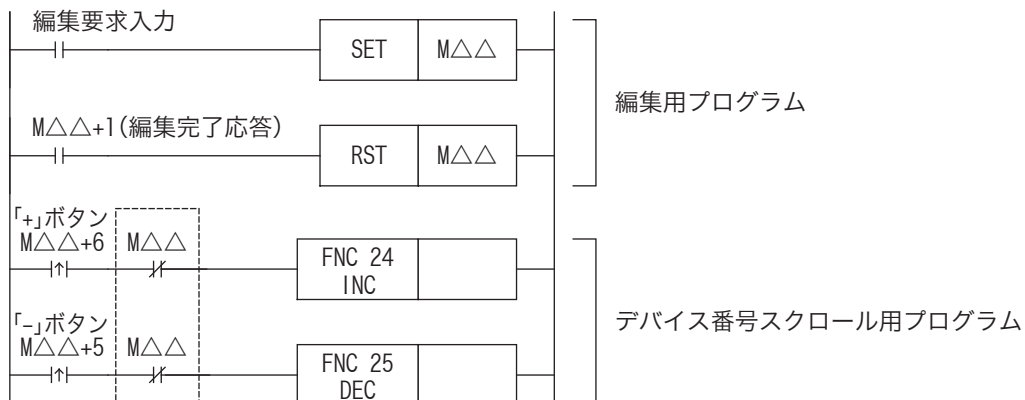 編集要求入力
SET M△△
編集用プログラム
M△△+1(編集完了応答)
RST M△△
「+」ボタン
M△△+6 M△△
FNC 24
INC
デバイス番号スクロール用プログラム
「-」ボタン
M△△+5 M△△
FNC 25
DEC